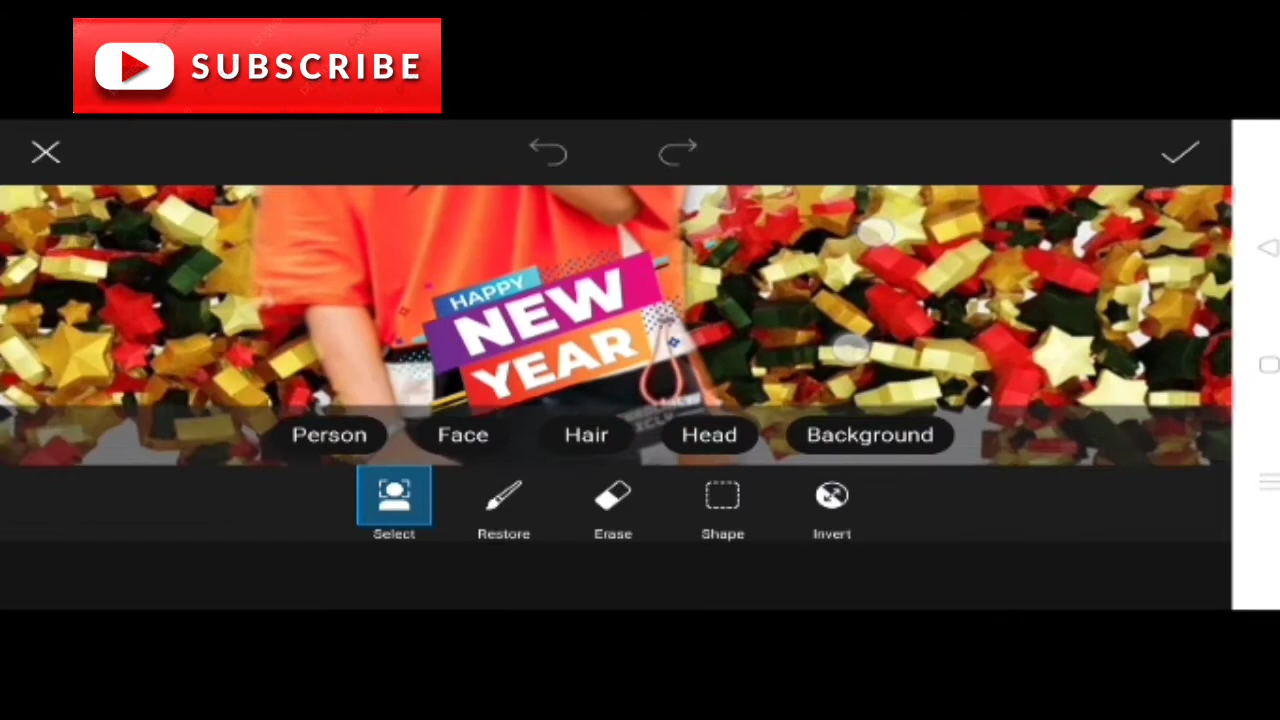 SUBSCRIBE
HAPPY
NEW
YEAR
Person
Face
Hair
Head
Background
Select
Restore
Erase
Shape
Invert